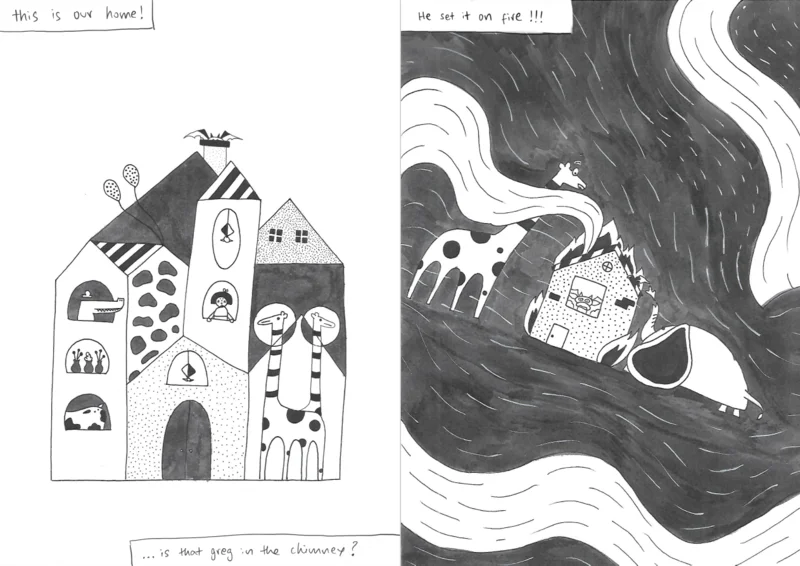 this is our home!
...is that greg in the chimney?
He set it on fire !!!